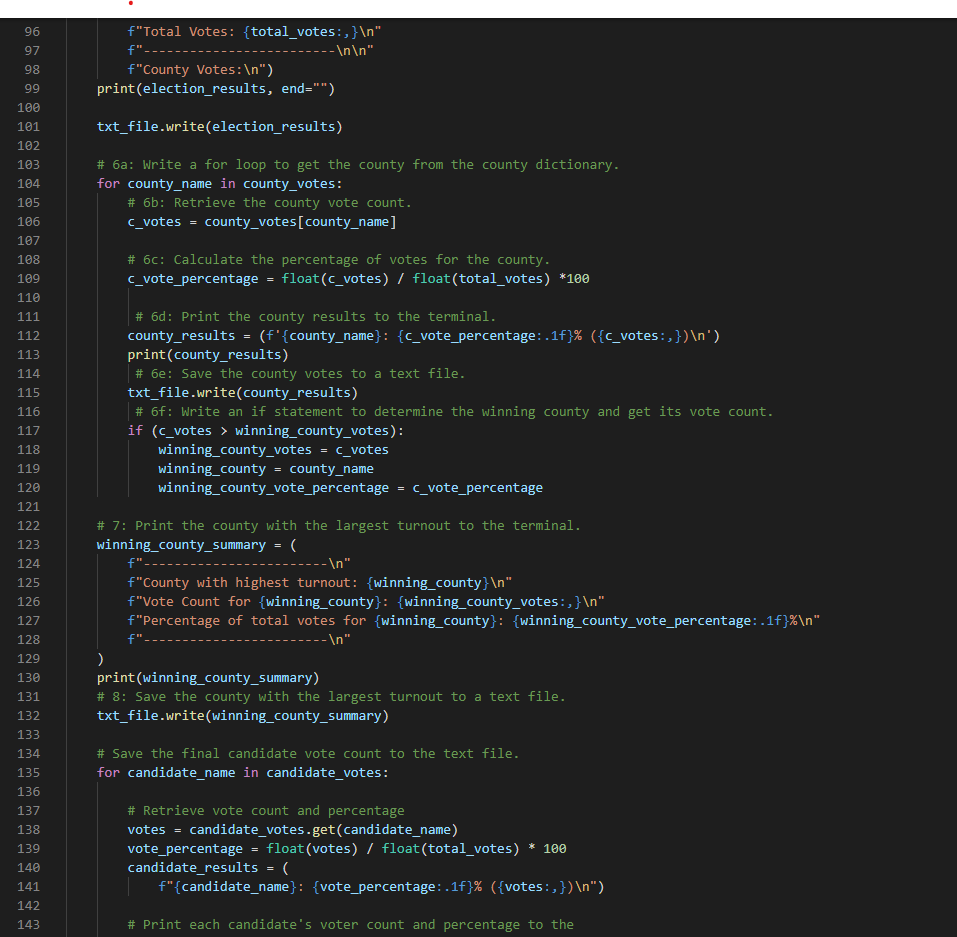 96 f"Total Votes: {total_votes:,}\n"
97 f"-------------------------\n\n"
98 f"County Votes:\n")
99 print(election_results, end="")
100
101 txt_file.write(election_results)
102
103 # 6a: Write a for loop to get the county from the county dictionary.
104 for county_name in county_votes:
105 # 6b: Retrieve the county vote count.
106 c_votes = county_votes[county_name]
107
108 # 6c: Calculate the percentage of votes for the county.
109 c_vote_percentage = float(c_votes) / float(total_votes) *100
110
111 # 6d: Print the county results to the terminal.
112 county_results = (f'{county_name}: {c_vote_percentage:.1f}% ({c_votes:,})\n')
113 print(county_results)
114 # 6e: Save the county votes to a text file.
115 txt_file.write(county_results)
116 # 6f: Write an if statement to determine the winning county and get its vote count.
117 if (c_votes > winning_county_votes):
118 winning_county_votes = c_votes
119 winning_county = county_name
120 winning_county_vote_percentage = c_vote_percentage
121
122 # 7: Print the county with the largest turnout to the terminal.
123 winning_county_summary = (
124 f"------------------------\n"
125 f"County with highest turnout: {winning_county}\n"
126 f"Vote Count for {winning_county}: {winning_county_votes:,}\n"
127 f"Percentage of total votes for {winning_county}: {winning_county_vote_percentage:.1f}%\n"
128 f"------------------------\n"
129 )
130 print(winning_county_summary)
131 # 8: Save the county with the largest turnout to a text file.
132 txt_file.write(winning_county_summary)
133
134 # Save the final candidate vote count to the text file.
135 for candidate_name in candidate_votes:
136
137 # Retrieve vote count and percentage
138 votes = candidate_votes.get(candidate_name)
139 vote_percentage = float(votes) / float(total_votes) * 100
140 candidate_results = (
141 f"{candidate_name}: {vote_percentage:.1f}% ({votes:,})\n")
142
143 # Print each candidate's voter count and percentage to the